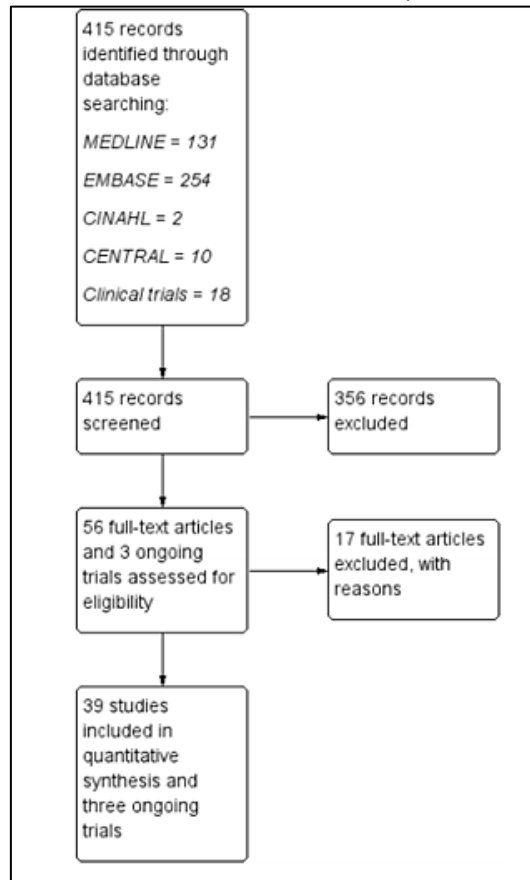 415 records
identified through
database
searching:
MEDLINE = 131
EMBASE = 254
CINAHL = 2
CENTRAL = 10
Clinical trials = 18
415 records
screened
356 records
excluded
56 full-text articles
and 3 ongoing
trials assessed for
eligibility
17 full-text articles
excluded, with
reasons
39 studies
included in
quantitative
synthesis and
three ongoing
trials